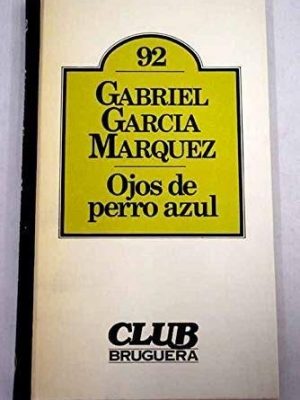 92
GABRIEL
GARCIA
MARQUEZ
Ojos de
perro azul
CLUB
BRUGUERA